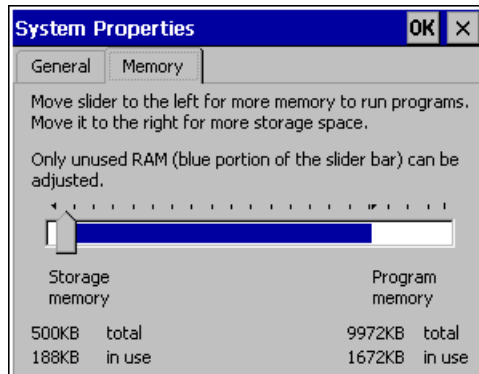 System Properties OK ×
General Memory
Move slider to the left for more memory to run programs.
Move it to the right for more storage space.
Only unused RAM (blue portion of the slider bar) can be
adjusted.
Storage Program
memory memory
500KB total 9972KB total
188KB in use 1672KB in use